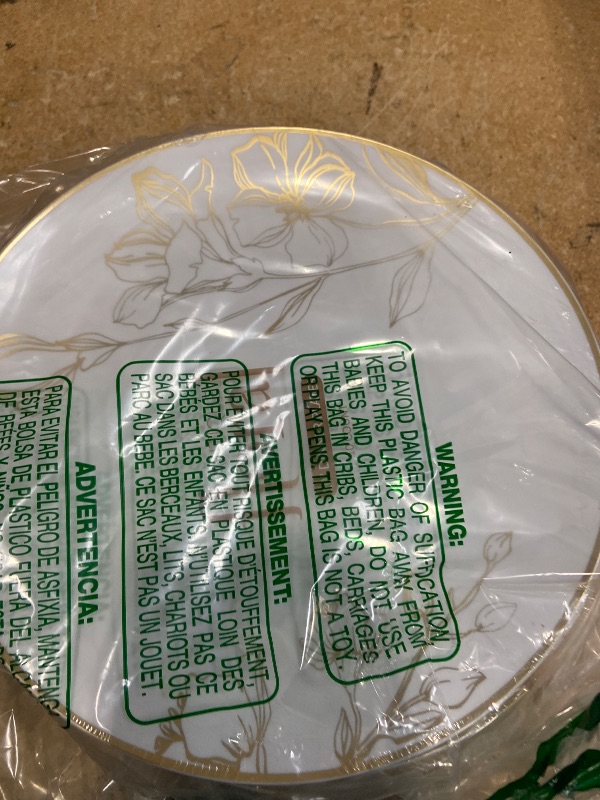 WARNING:
TO AVOID DANGER OF SUFFOCATION,
KEEP THIS PLASTIC BAG AWAY FROM
BABIES AND CHILDREN. DO NOT USE
THIS BAG IN CRIBS, BEDS, CARRIAGES
OR PLAY PENS. THIS BAG IS NOT A TOY.
AVERTISSEMENT:
POUR ÉVITER TOUT RISQUE D'ÉTOUFFEMENT,
GARDEZ CE SAC EN PLASTIQUE LOIN DES
BÉBÉS ET LES ENFANTS. N'UTILISEZ PAS CE
SAC DANS LES BERCEAUX, LITS, CHARIOTS OU
PARC AU BÉBÉ. CE SAC N'EST PAS UN JOUET.
ADVERTENCIA:
PARA EVITAR EL PELIGRO DE ASFIXIA, MANTENGA
ESTA BOLSA DE PLASTICO FUERA DEL
DE BEBES Y